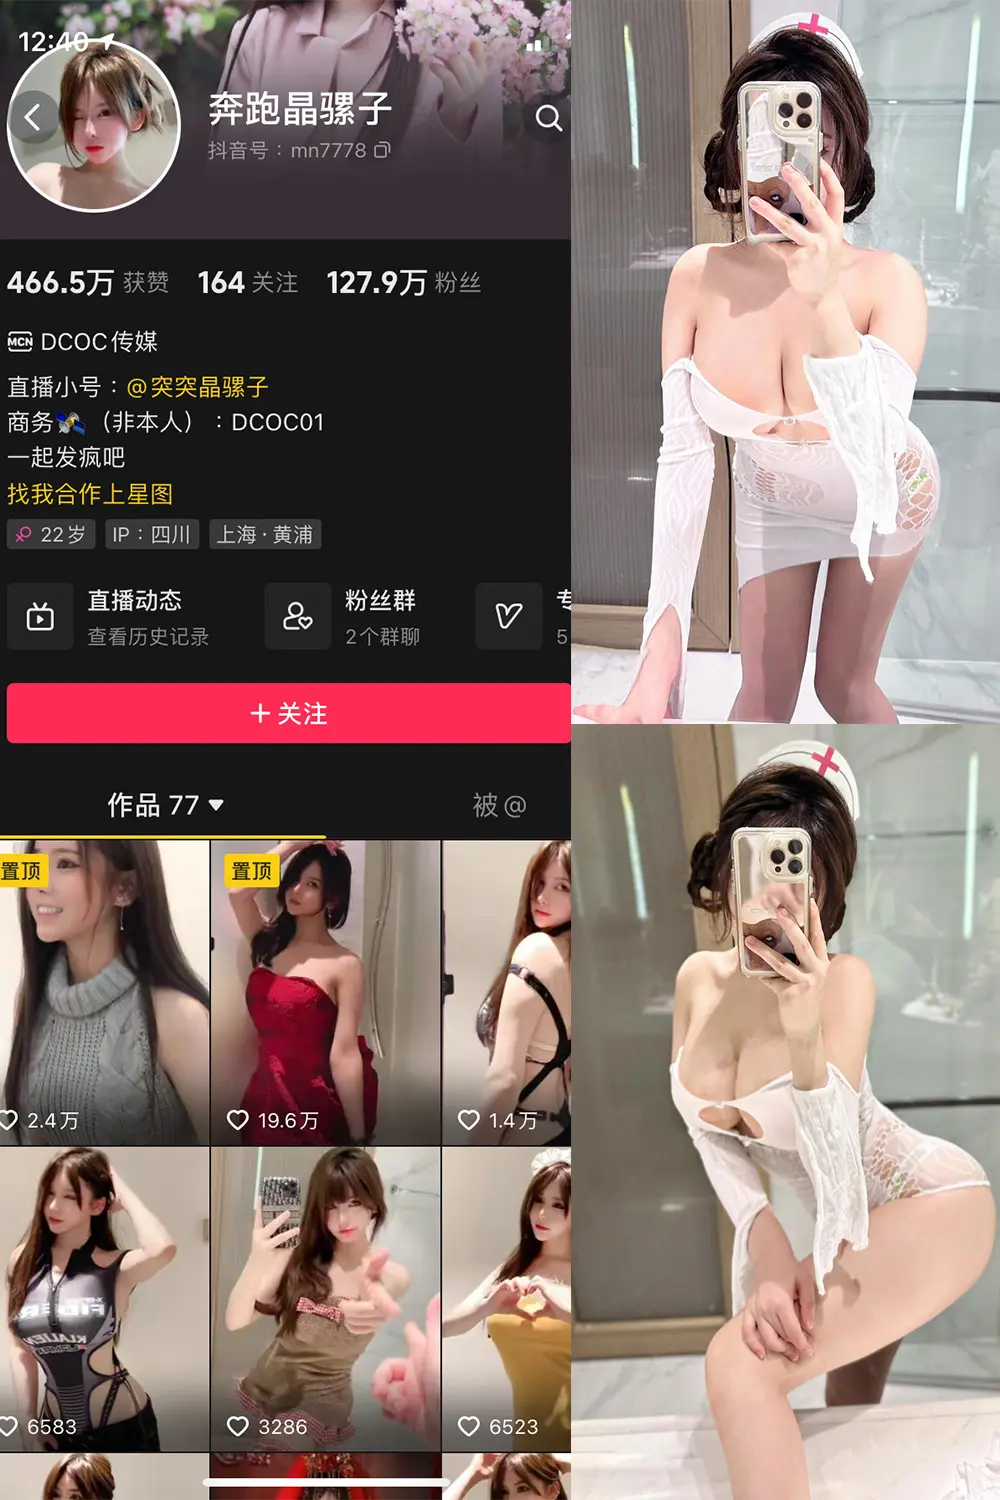 12:40
奔跑晶骡子
抖音号：mn7778
466.5万 获赞 164 关注 127.9万 粉丝
MCN DCOC传媒
直播小号：@突突晶骡子
商务（非本人）：DCOC01
一起发疯吧
找我合作上星图
22岁 IP：四川 上海·黄浦
直播动态 粉丝群
查看历史记录 2个群聊 5
+ 关注
作品 77 被@
置顶 置顶
2.4万 19.6万 1.4万
6583 3286 6523